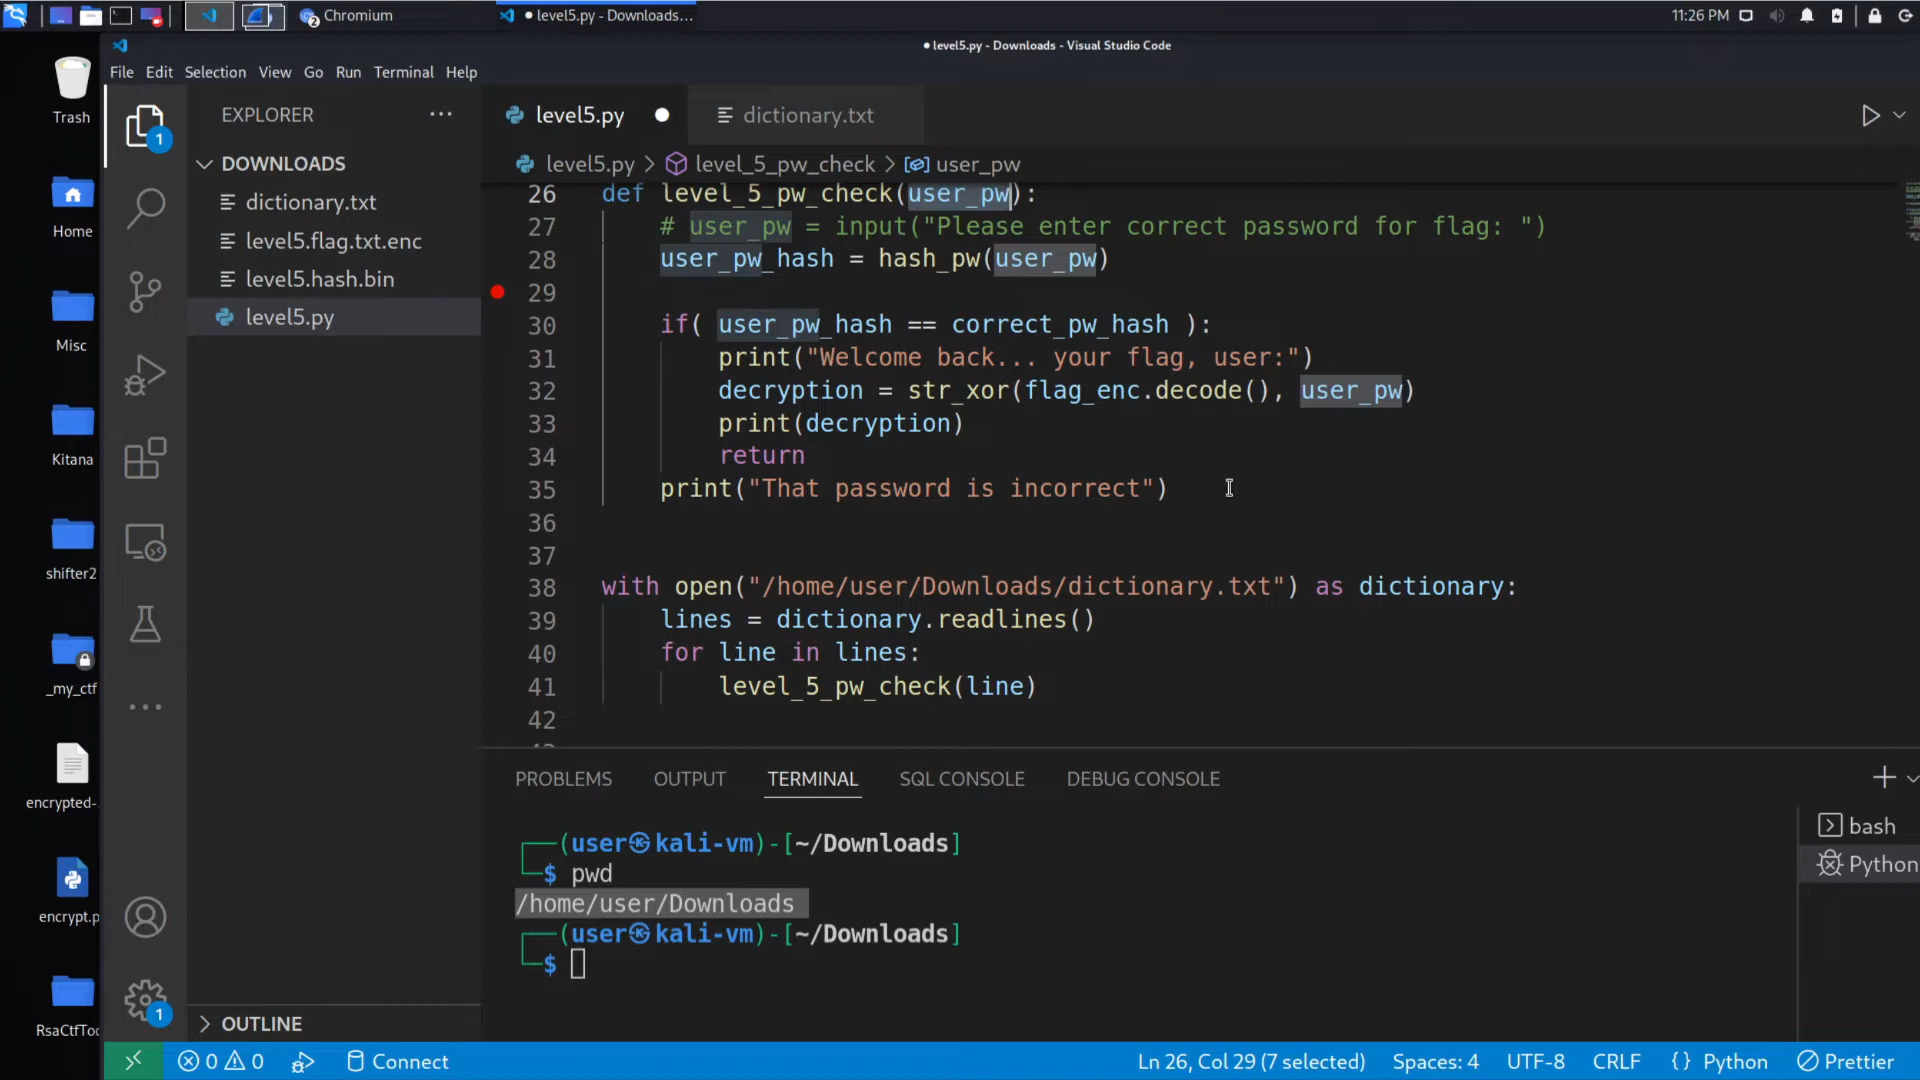 Chromium
level5.py - Downloads...
11:26 PM
level5.py - Downloads - Visual Studio Code
File Edit Selection View Go Run Terminal Help
Trash
Home
Misc
Kitana
shifter2
_my_ctf
encrypted-
encrypt.p
RsaCtfToo
1
1
EXPLORER
DOWNLOADS
dictionary.txt
level5.flag.txt.enc
level5.hash.bin
level5.py
OUTLINE
level5.py
dictionary.txt
level5.py > level_5_pw_check > user_pw
26 def level_5_pw_check(user_pw):
27 # user_pw = input("Please enter correct password for flag: ")
28 user_pw_hash = hash_pw(user_pw)
29
30 if( user_pw_hash == correct_pw_hash ):
31 print("Welcome back... your flag, user:")
32 decryption = str_xor(flag_enc.decode(), user_pw)
33 print(decryption)
34 return
35 print("That password is incorrect")
36
37
38 with open("/home/user/Downloads/dictionary.txt") as dictionary:
39 lines = dictionary.readlines()
40 for line in lines:
41 level_5_pw_check(line)
42
PROBLEMS OUTPUT TERMINAL SQL CONSOLE DEBUG CONSOLE
(user㉿kali-vm)-[~/Downloads]
$ pwd
/home/user/Downloads
(user㉿kali-vm)-[~/Downloads]
$
bash
Python
0 0 Connect
Ln 26, Col 29 (7 selected) Spaces: 4 UTF-8 CRLF {} Python Prettier